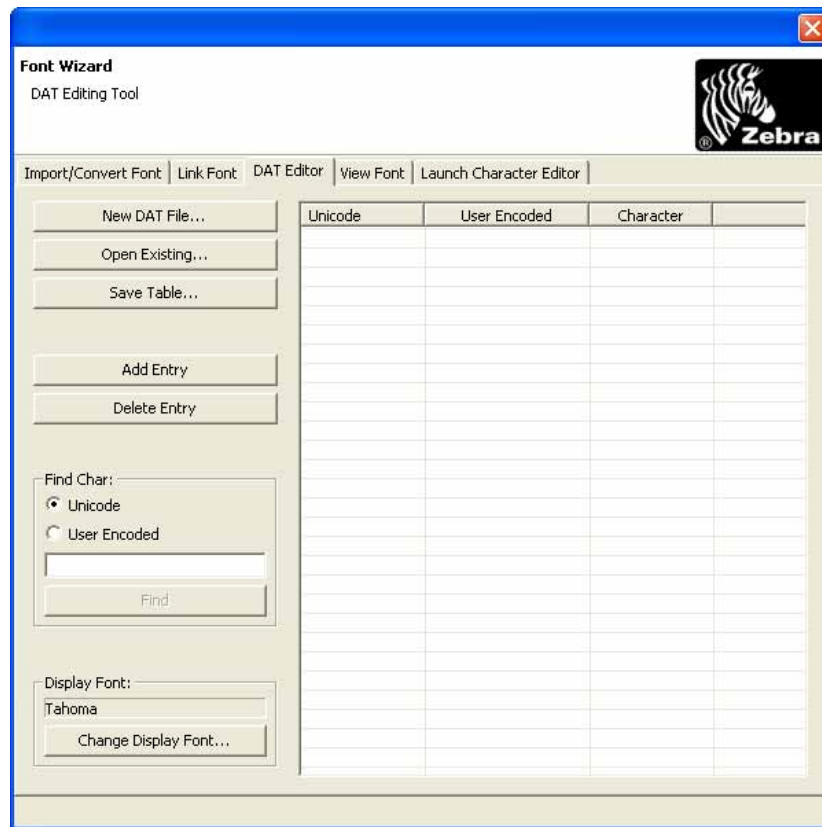 Font Wizard
DAT Editing Tool
® Zebra
Import/Convert Font Link Font DAT Editor View Font Launch Character Editor
New DAT File...
Open Existing...
Save Table...
Add Entry
Delete Entry
Find Char:
Unicode
User Encoded
Find
Display Font:
Tahoma
Change Display Font...
Unicode User Encoded Character